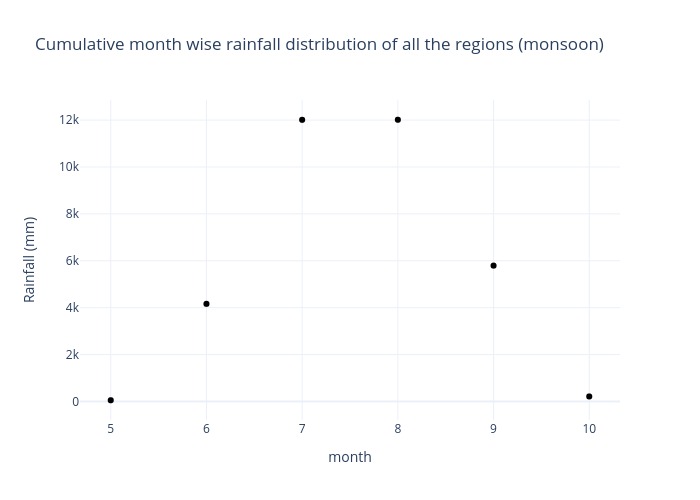 Cumulative month wise rainfall distribution of all the regions (monsoon)
12k
10k
8k
6k
4k
2k
0
Rainfall (mm)
5 6 7 8 9 10
month